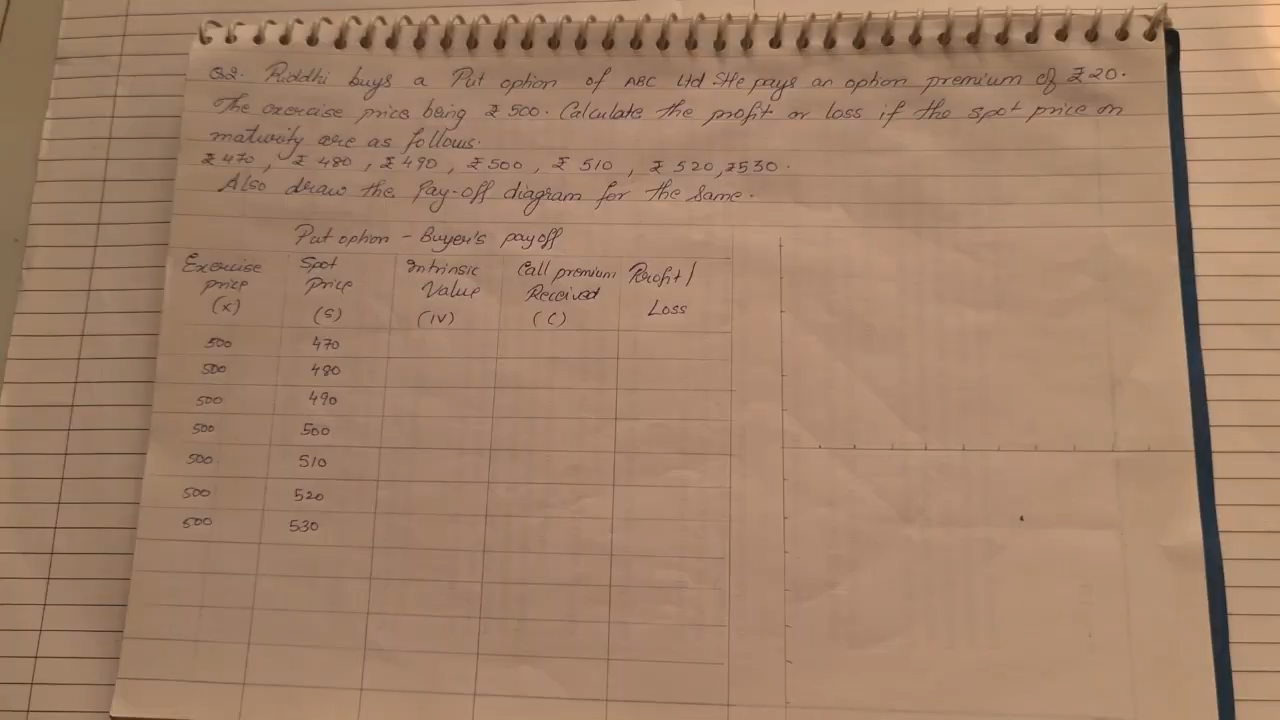 Q2. Riddhi buys a Put option of ABC Ltd. She pays an option premium of ₹20.
The exercise price being ₹ 500. Calculate the profit or loss if the spot price on
maturity are as follows.
₹470, ₹ 480, ₹490, ₹500, ₹ 510, ₹ 520, ₹530.
Also draw the Pay-off diagram for the same.
Put option - Buyer's payoff
Exercise price (X) Spot Price (S) Intrinsic Value (IV) Call premium Received (C) Profit/ Loss
500 470
500 480
500 490
500 500
500 510
500 520
500 530